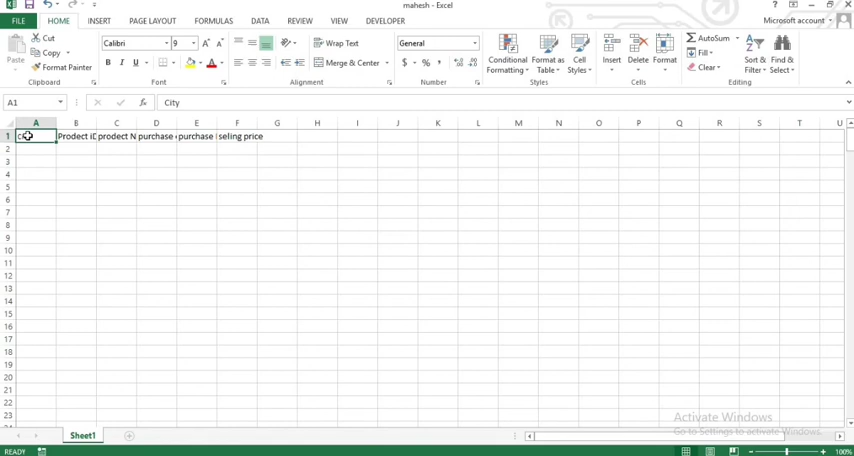 mahesh - Excel
?
FILE HOME INSERT PAGE LAYOUT FORMULAS DATA REVIEW VIEW DEVELOPER Microsoft account
Paste
Cut
Copy
Format Painter
Clipboard
Calibri 9
B I U
Font
Wrap Text
Merge & Center
Alignment
General
$ %
Number
Conditional Formatting
Format as Table
Cell Styles
Styles
Insert Delete Format
Cells
AutoSum
Fill
Clear
Sort & Filter
Find & Select
Editing
A1 fx City
A B C D E F G H I J K L M N O P Q R S T U
1 Prodect iD product N purchase purchase seling price
2
3
4
5
6
7
8
9
10
11
12
13
14
15
16
17
18
19
20
21
22
23
Activate Windows
Go to Settings to activate Windows.
Sheet1
READY 100%